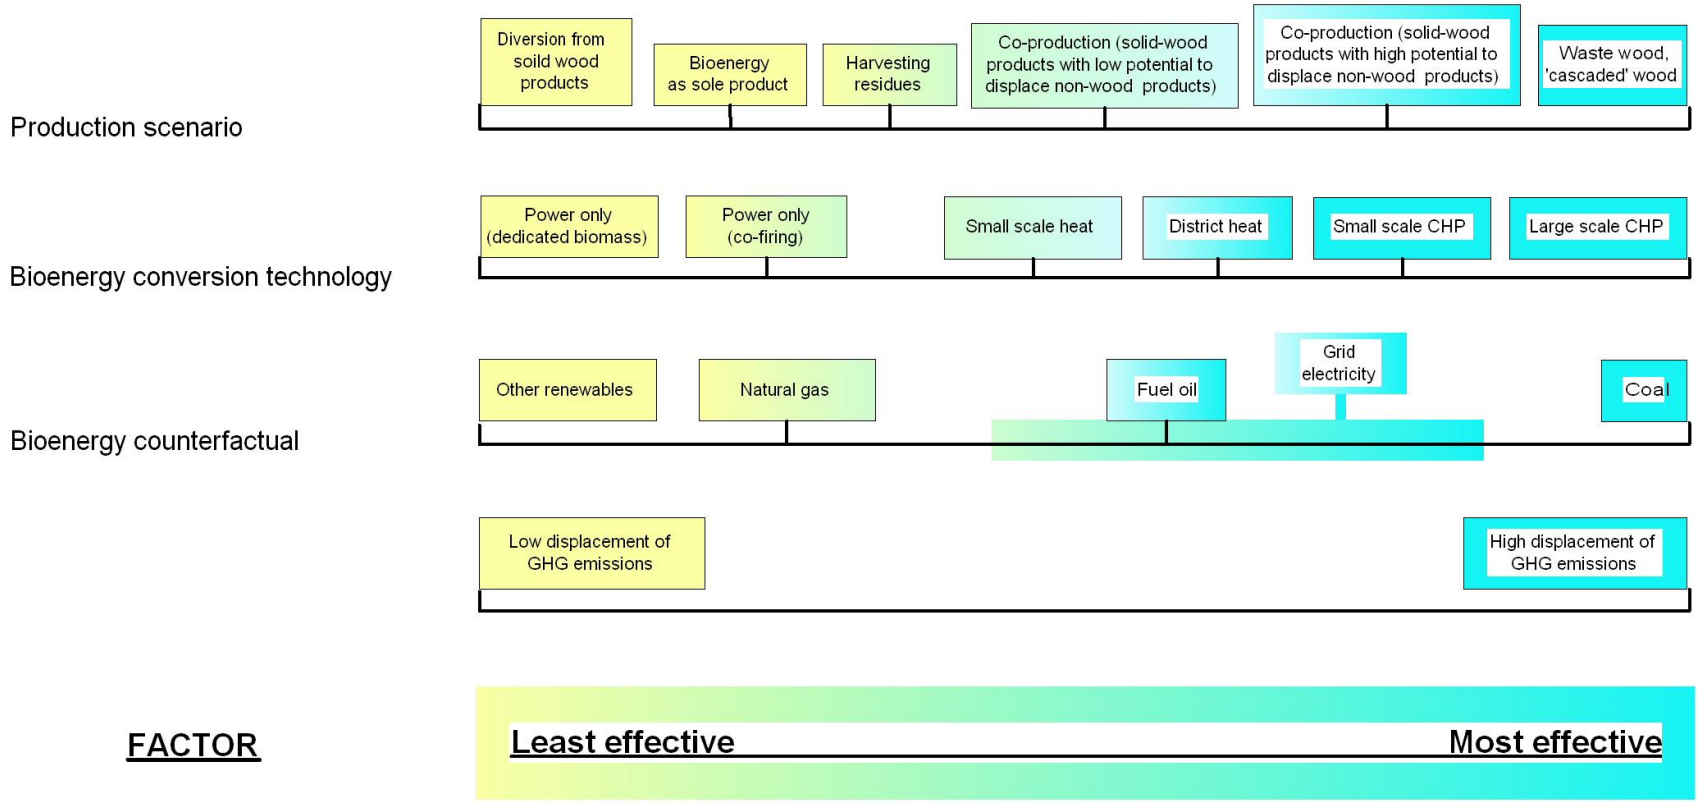 Diversion from
soild wood
products
Bioenergy
as sole product
Harvesting
residues
Co-production (solid-wood
products with low potential to
displace non-wood products)
Co-production (solid-wood
products with high potential to
displace non-wood products)
Waste wood,
'cascaded' wood
Production scenario
Power only
(dedicated biomass)
Power only
(co-firing)
Small scale heat
District heat
Small scale CHP
Large scale CHP
Bioenergy conversion technology
Other renewables
Natural gas
Fuel oil
Grid
electricity
Coal
Bioenergy counterfactual
Low displacement of
GHG emissions
High displacement of
GHG emissions
FACTOR
Least effective
Most effective